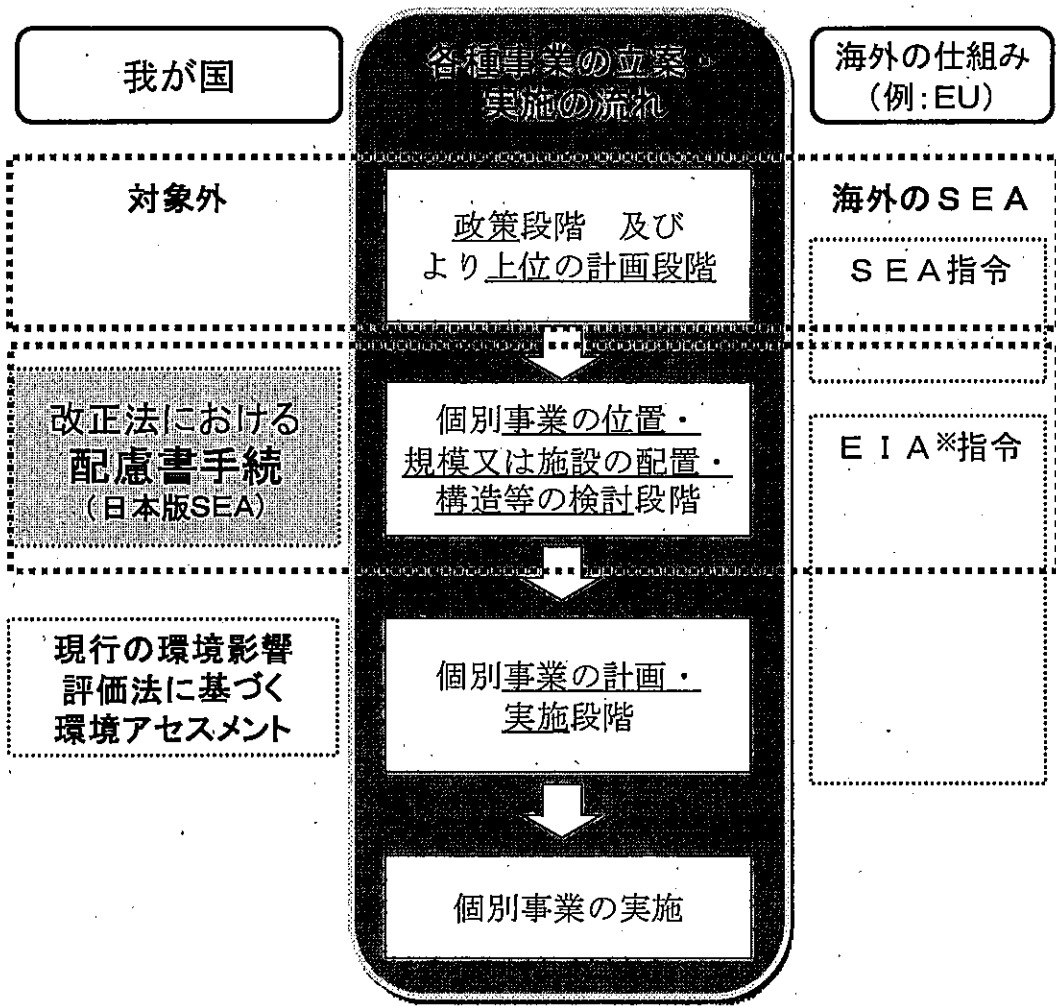 我が国
各種事業の立案・
実施の流れ
海外の仕組み
(例:EU)
対象外
政策段階 及び
より上位の計画段階
海外のSEA
SEA指令
改正法における
配慮書手続
(日本版SEA)
個別事業の位置・
規模又は施設の配置・
構造等の検討段階
EIA※指令
現行の環境影響
評価法に基づく
環境アセスメント
個別事業の計画・
実施段階
個別事業の実施